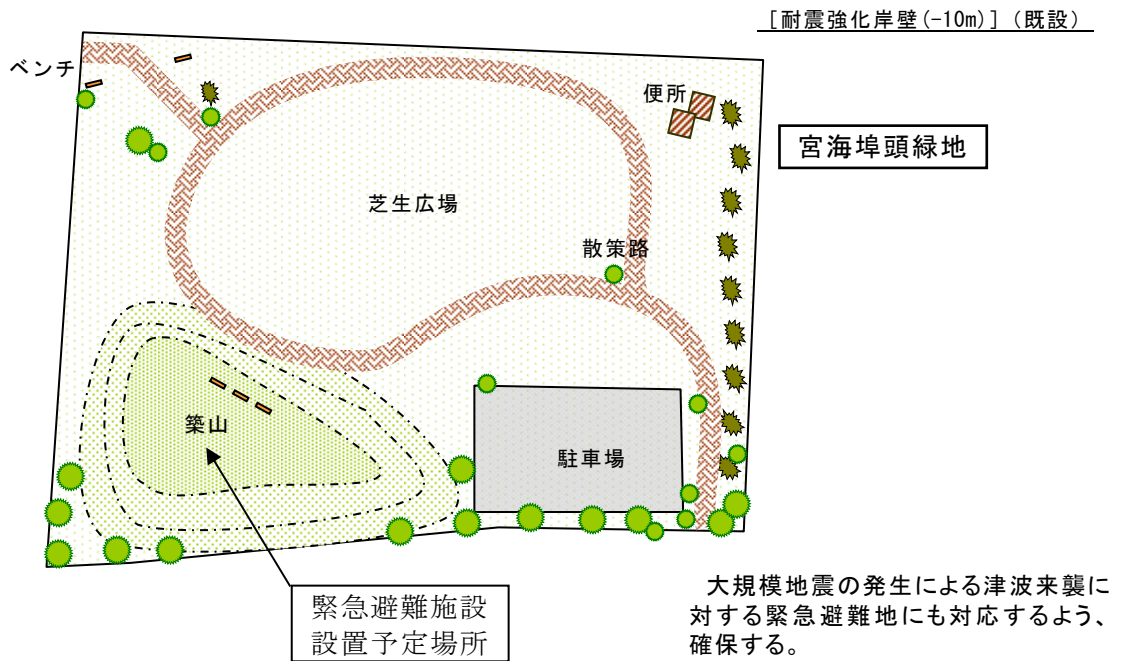 [耐震強化岸壁(-10m)](既設)
ベンチ
便所
宮海埠頭緑地
芝生広場
散策路
築山
駐車場
緊急避難施設
設置予定場所
大規模地震の発生による津波来襲に
対する緊急避難地にも対応するよう、
確保する。